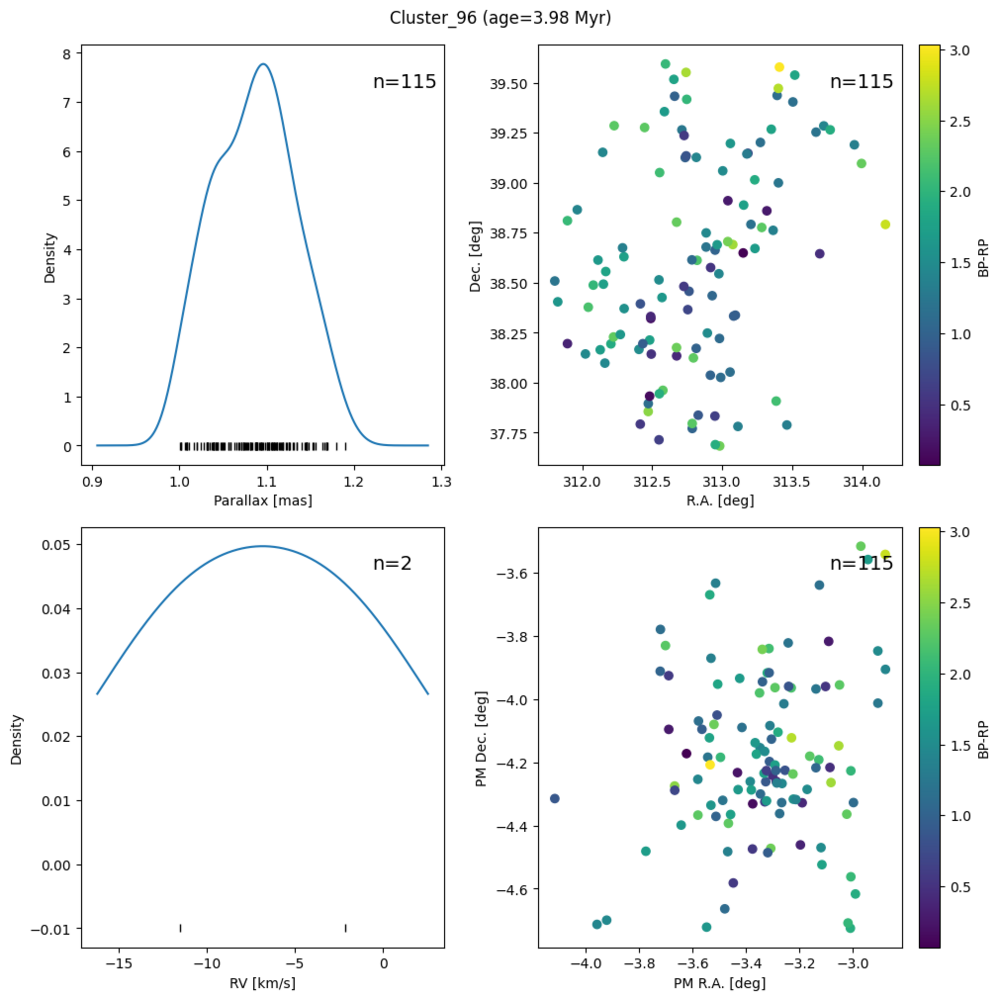 Cluster_96 (age=3.98 Myr)
n=115
8
7
6
5
4
3
2
1
0
Density
0.9 1.0 1.1 1.2 1.3
Parallax [mas]
n=115
39.50
39.25
39.00
38.75
38.50
38.25
38.00
37.75
Dec. [deg]
312.0 312.5 313.0 313.5 314.0
R.A. [deg]
3.0
2.5
2.0
1.5
1.0
0.5
BP-RP
n=2
0.05
0.04
0.03
0.02
0.01
0.00
−0.01
Density
−15 −10 −5 0
RV [km/s]
n=115
−3.6
−3.8
−4.0
−4.2
−4.4
−4.6
PM Dec. [deg]
−4.0 −3.8 −3.6 −3.4 −3.2 −3.0
PM R.A. [deg]
3.0
2.5
2.0
1.5
1.0
0.5
BP-RP